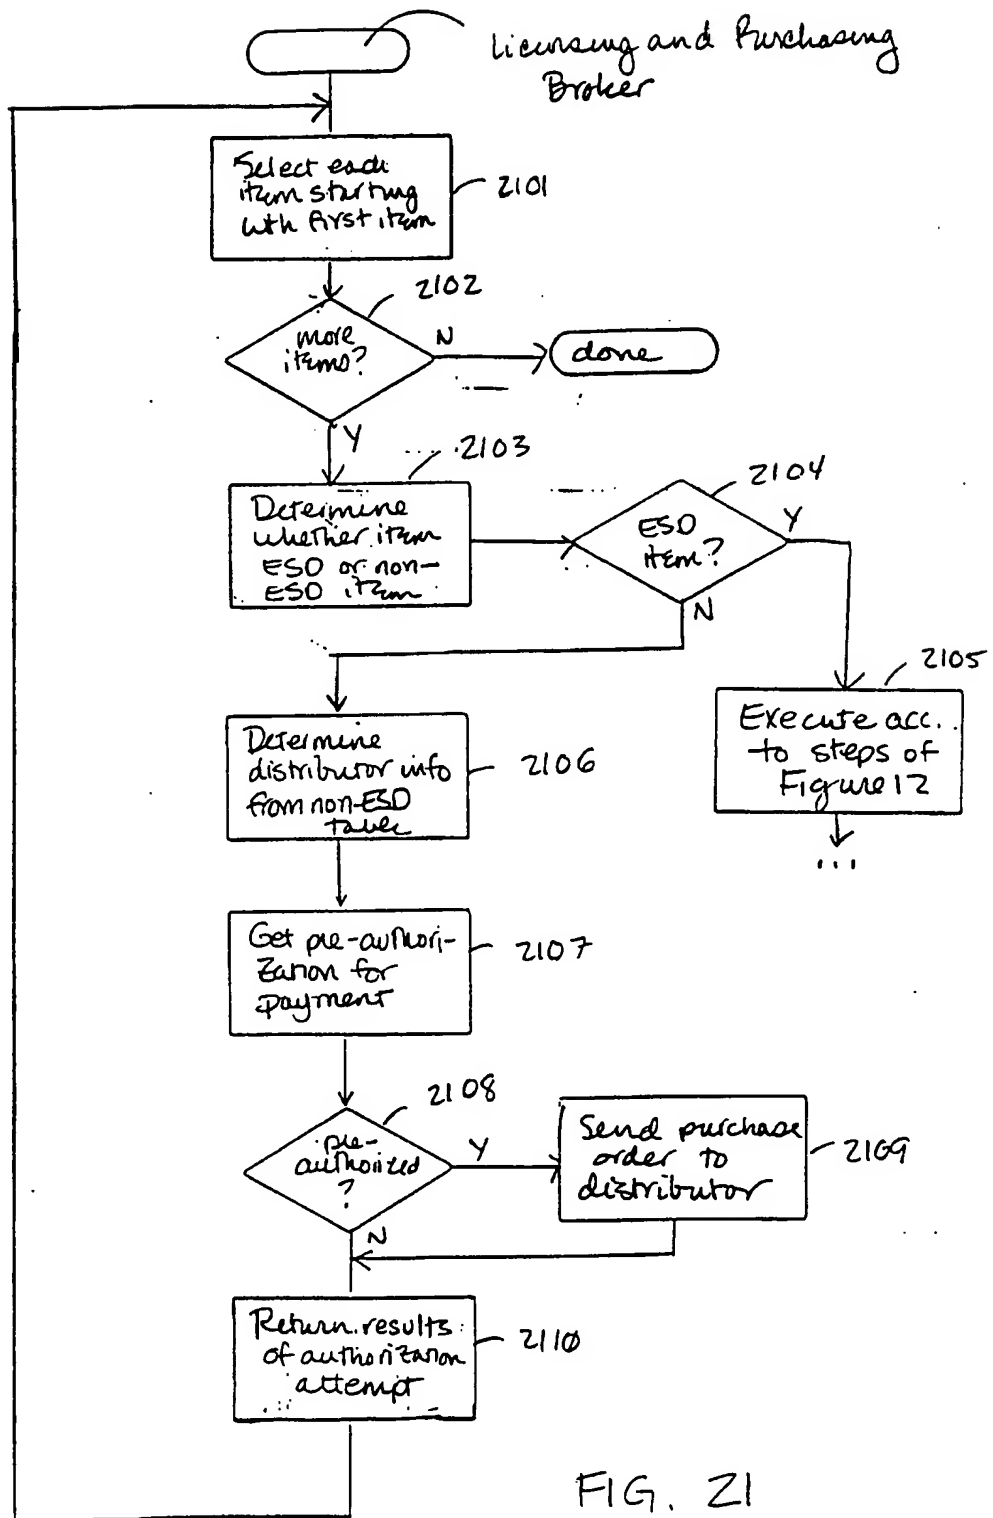 Licensing and Purchasing
Broker
Select each
item starting
with first item
2101
2102
more
items?
N
done
Y
2103
Determine
whether item
ESD or non-
ESD item
2104
ESD
item?
Y
N
2105
Execute acc.
to steps of
Figure 12
...
Determine
distributor info
from non-ESD
table
2106
Get pre-authori-
zation for
payment
2107
2108
pre-
authorized
?
Y
N
Send purchase
order to
distributor
2109
Return results
of authorization
attempt
2110
FIG. 21